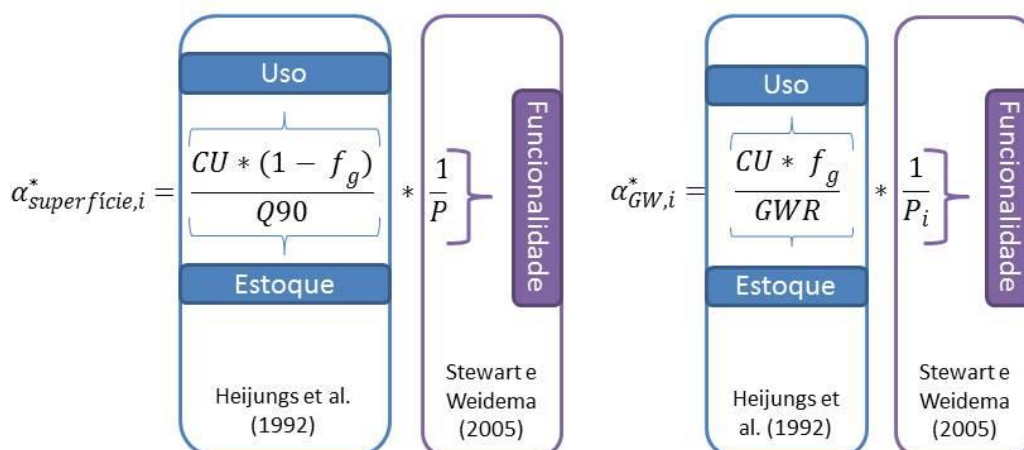 α*superfície,i = CU * (1 − fg) / Q90 * 1 / P
Uso
Estoque
Heijungs et al.
(1992)
Funcionalidade
Stewart e
Weidema
(2005)
α*GW,i = CU * fg / GWR * 1 / Pi
Uso
Estoque
Heijungs et
al. (1992)
Funcionalidade
Stewart e
Weidema
(2005)